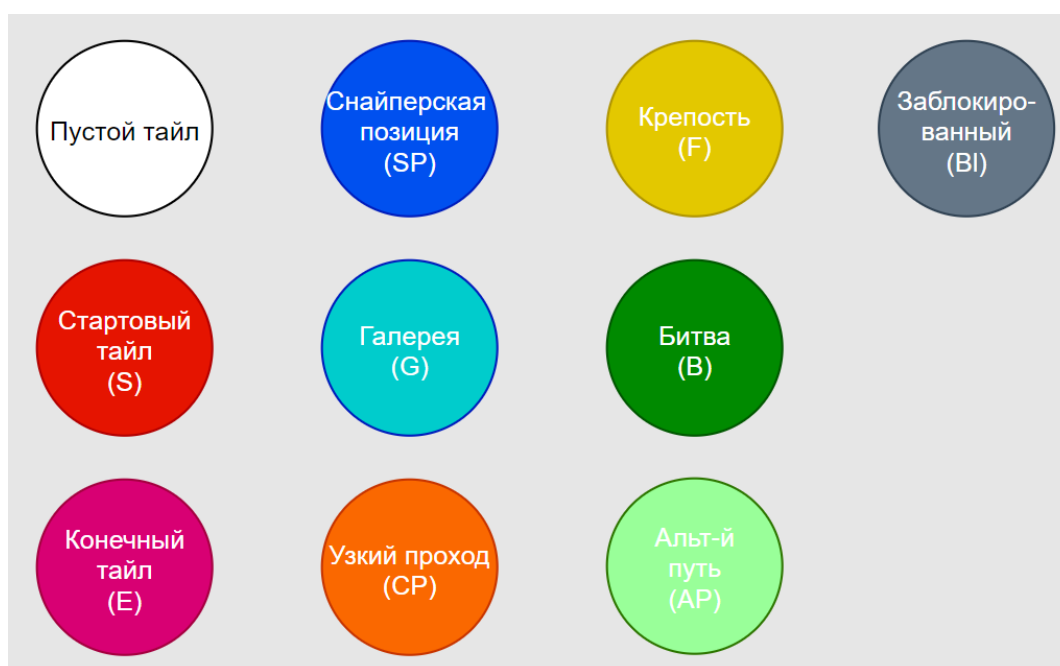 Пустой тайл
Снайперская
позиция
(SP)
Крепость
(F)
Заблокиро-
ванный
(Bl)
Стартовый
тайл
(S)
Галерея
(G)
Битва
(B)
Конечный
тайл
(E)
Узкий проход
(CP)
Альт-й
путь
(AP)